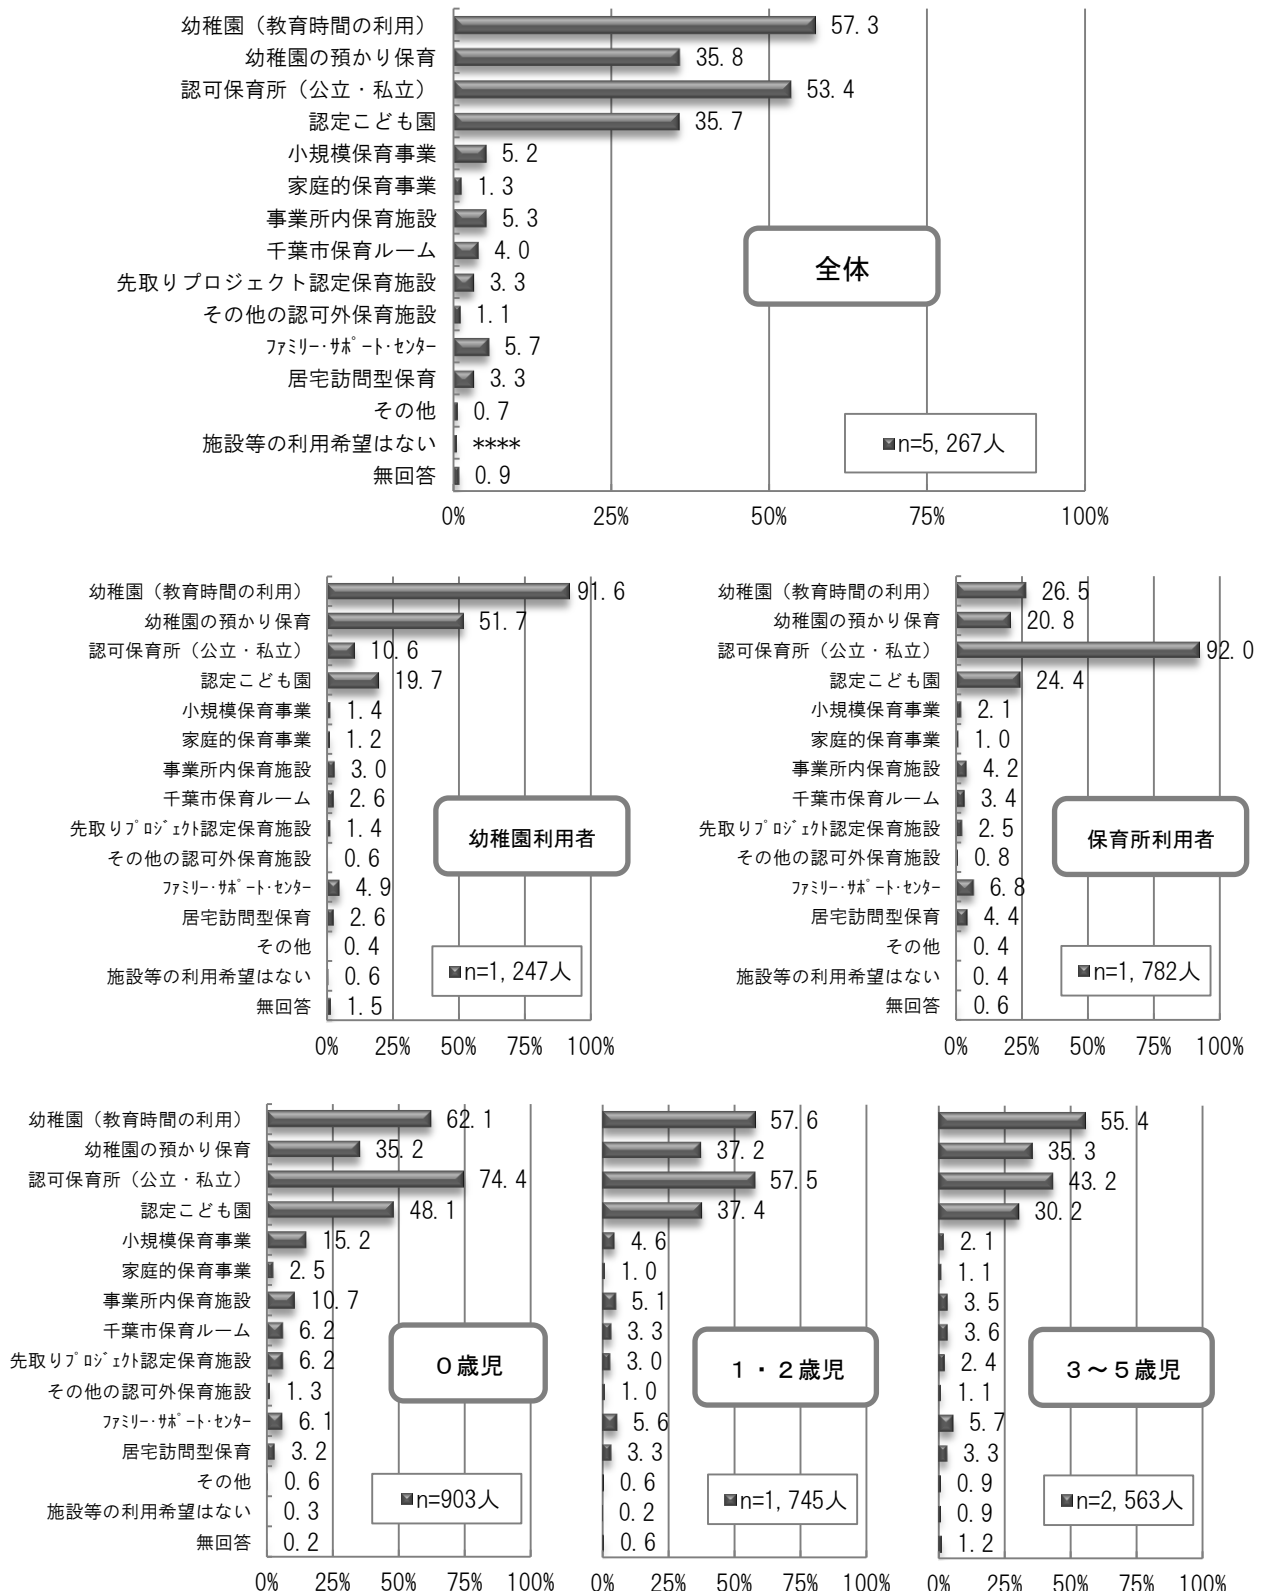 幼稚園（教育時間の利用） 57.3
幼稚園の預かり保育 35.8
認可保育所（公立・私立） 53.4
認定こども園 35.7
小規模保育事業 5.2
家庭的保育事業 1.3
事業所内保育施設 5.3
千葉市保育ルーム 4.0
先取りプロジェクト認定保育施設 3.3
その他の認可外保育施設 1.1
ﾌｧﾐﾘｰ･ｻﾎﾟｰﾄ･ｾﾝﾀｰ 5.7
居宅訪問型保育 3.3
その他 0.7
施設等の利用希望はない ****
無回答 0.9
全体
n=5,267人
0% 25% 50% 75% 100%
幼稚園（教育時間の利用） 91.6
幼稚園の預かり保育 51.7
認可保育所（公立・私立） 10.6
認定こども園 19.7
小規模保育事業 1.4
家庭的保育事業 1.2
事業所内保育施設 3.0
千葉市保育ルーム 2.6
先取りﾌﾟﾛｼﾞｪｸﾄ認定保育施設 1.4
その他の認可外保育施設 0.6
ﾌｧﾐﾘｰ･ｻﾎﾟｰﾄ･ｾﾝﾀｰ 4.9
居宅訪問型保育 2.6
その他 0.4
施設等の利用希望はない 0.6
無回答 1.5
幼稚園利用者
n=1,247人
0% 25% 50% 75% 100%
幼稚園（教育時間の利用） 26.5
幼稚園の預かり保育 20.8
認可保育所（公立・私立） 92.0
認定こども園 24.4
小規模保育事業 2.1
家庭的保育事業 1.0
事業所内保育施設 4.2
千葉市保育ルーム 3.4
先取りﾌﾟﾛｼﾞｪｸﾄ認定保育施設 2.5
その他の認可外保育施設 0.8
ﾌｧﾐﾘｰ･ｻﾎﾟｰﾄ･ｾﾝﾀｰ 6.8
居宅訪問型保育 4.4
その他 0.4
施設等の利用希望はない 0.4
無回答 0.6
保育所利用者
n=1,782人
0% 25% 50% 75% 100%
幼稚園（教育時間の利用） 62.1 57.6 55.4
幼稚園の預かり保育 35.2 37.2 35.3
認可保育所（公立・私立） 74.4 57.5 43.2
認定こども園 48.1 37.4 30.2
小規模保育事業 15.2 4.6 2.1
家庭的保育事業 2.5 1.0 1.1
事業所内保育施設 10.7 5.1 3.5
千葉市保育ルーム 6.2 3.3 3.6
先取りﾌﾟﾛｼﾞｪｸﾄ認定保育施設 6.2 3.0 2.4
その他の認可外保育施設 1.3 1.0 1.1
ﾌｧﾐﾘｰ･ｻﾎﾟｰﾄ･ｾﾝﾀｰ 6.1 5.6 5.7
居宅訪問型保育 3.2 3.3 3.3
その他 0.6 0.6 0.9
施設等の利用希望はない 0.3 0.2 0.9
無回答 0.2 0.6 1.2
０歳児 １・２歳児 ３～５歳児
n=903人 n=1,745人 n=2,563人
0% 25% 50% 75% 100% 0% 25% 50% 75% 100% 0% 25% 50% 75% 100%